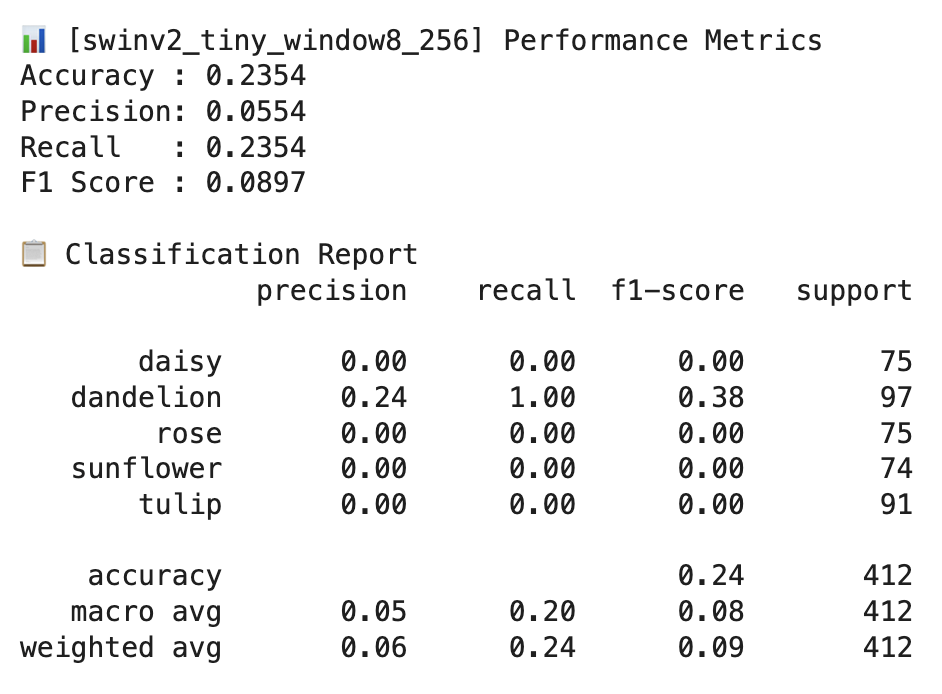 📊 [swinv2_tiny_window8_256] Performance Metrics
Accuracy : 0.2354
Precision: 0.0554
Recall   : 0.2354
F1 Score : 0.0897
📋 Classification Report
precision recall f1-score support
daisy 0.00 0.00 0.00 75
dandelion 0.24 1.00 0.38 97
rose 0.00 0.00 0.00 75
sunflower 0.00 0.00 0.00 74
tulip 0.00 0.00 0.00 91
accuracy 0.24 412
macro avg 0.05 0.20 0.08 412
weighted avg 0.06 0.24 0.09 412